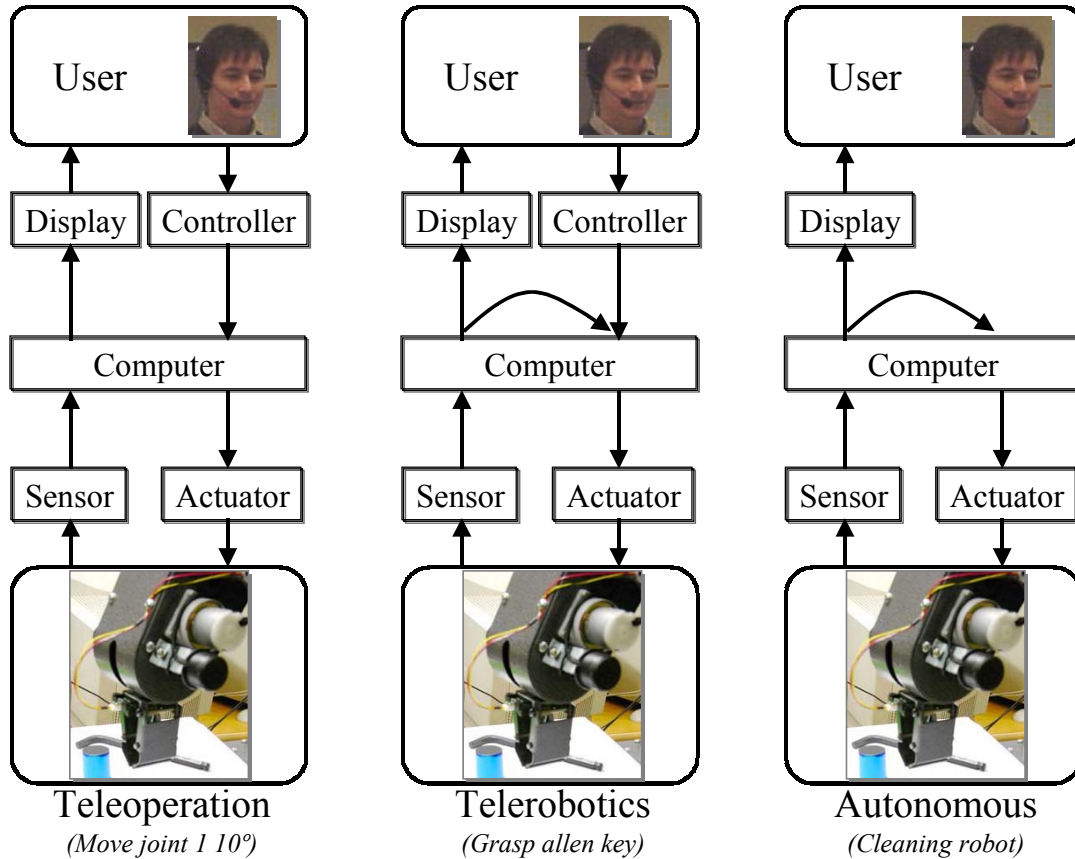 User
Display
Controller
Computer
Sensor
Actuator
Teleoperation
(Move joint 1 10º)
User
Display
Controller
Computer
Sensor
Actuator
Telerobotics
(Grasp allen key)
User
Display
Computer
Sensor
Actuator
Autonomous
(Cleaning robot)